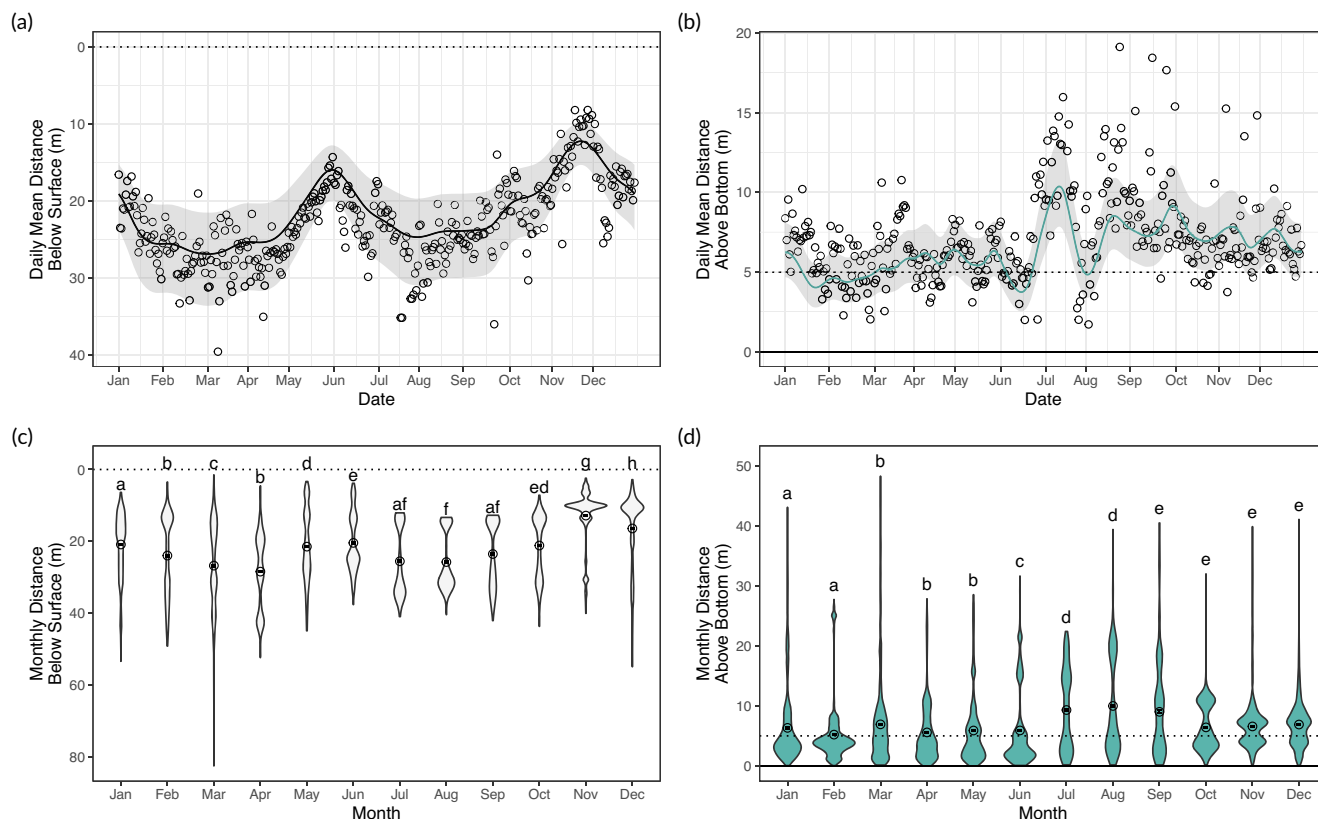 (a)
Daily Mean Distance
Below Surface (m)
0
10
20
30
40
Jan Feb Mar Apr May Jun Jul Aug Sep Oct Nov Dec
Date
(b)
Daily Mean Distance
Above Bottom (m)
20
15
10
5
0
Jan Feb Mar Apr May Jun Jul Aug Sep Oct Nov Dec
Date
(c)
Monthly Distance
Below Surface (m)
0
20
40
60
80
a b c b d e af f af ed g h
Jan Feb Mar Apr May Jun Jul Aug Sep Oct Nov Dec
Month
(d)
Monthly Distance
Above Bottom (m)
50
40
30
20
10
0
a a b b b c d d e e e e
Jan Feb Mar Apr May Jun Jul Aug Sep Oct Nov Dec
Month